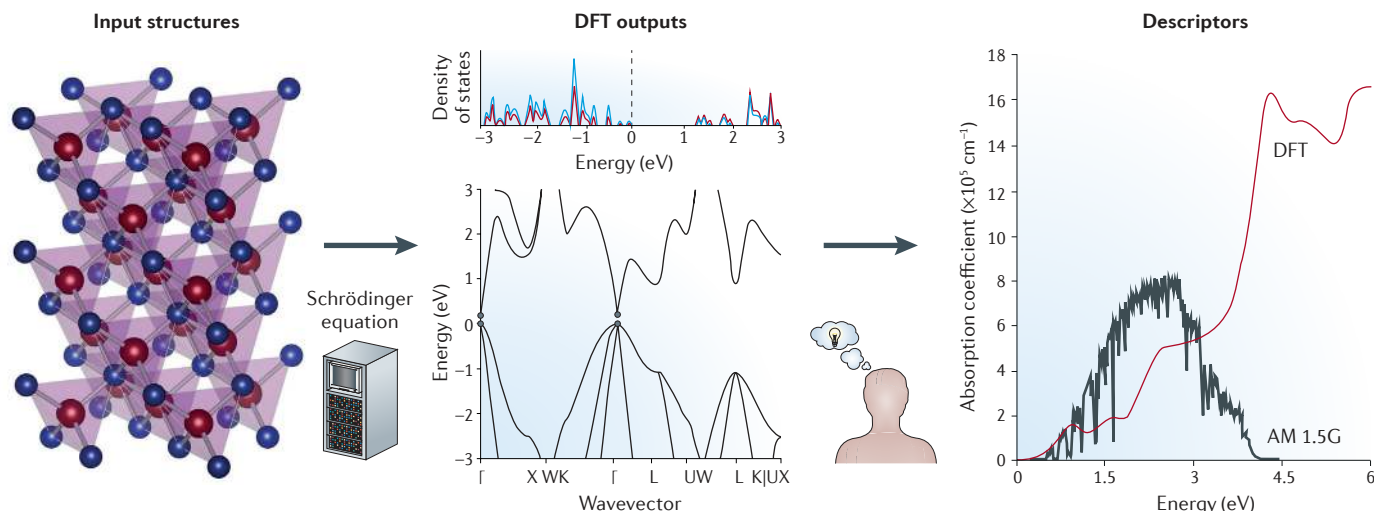 Input structures
DFT outputs
Descriptors
Schrödinger
equation
Density
of states
−3
−2
−1
0
1
2
3
Energy (eV)
Energy (eV)
3
2
1
0
−1
−2
−3
Γ
X
WK
Γ
L
UW
L
K|UX
Wavevector
Absorption coefficient (×10⁵ cm⁻¹)
18
16
14
12
10
8
6
4
2
0
DFT
AM 1.5G
0
1.5
3
4.5
6
Energy (eV)